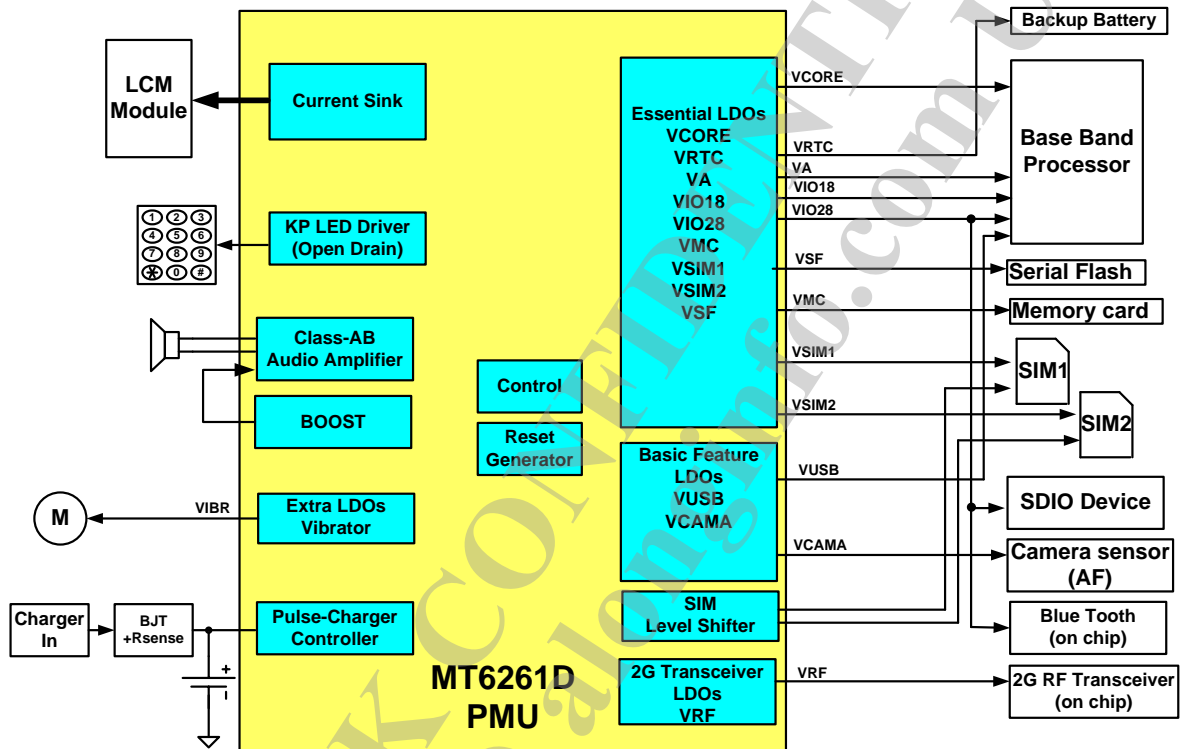 LCM
Module
Current Sink
1 2 3
4 5 6
7 8 9
* 0 #
KP LED Driver
(Open Drain)
Class-AB
Audio Amplifier
BOOST
M
VIBR
Extra LDOs
Vibrator
Charger
In
BJT
+Rsense
+
-
Pulse-Charger
Controller
Control
Reset
Generator
MT6261D
PMU
Essential LDOs
VCORE
VRTC
VA
VIO18
VIO28
VMC
VSIM1
VSIM2
VSF
Basic Feature
LDOs
VUSB
VCAMA
SIM
Level Shifter
2G Transceiver
LDOs
VRF
VCORE
VRTC
VA
VIO18
VIO28
VSF
VMC
VSIM1
VSIM2
VUSB
VCAMA
VRF
Backup Battery
Base Band
Processor
Serial Flash
Memory card
SIM1
SIM2
SDIO Device
Camera sensor
(AF)
Blue Tooth
(on chip)
2G RF Transceiver
(on chip)
K CONFIDENTI
alonginfo.com U